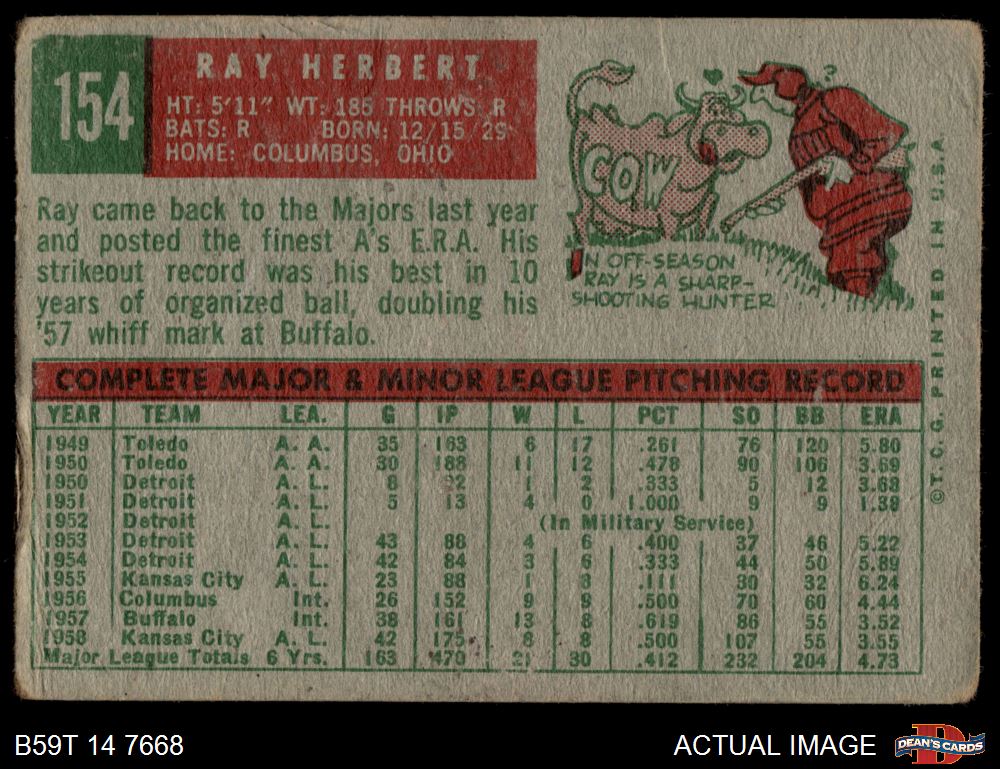 154
RAY HERBERT
HT: 5'11" WT: 185 THROWS: R
BATS: R BORN: 12/15/29
HOME: COLUMBUS, OHIO
COW
?
IN OFF-SEASON
RAY IS A SHARP-
SHOOTING HUNTER
Ray came back to the Majors last year
and posted the finest A's E.R.A. His
strikeout record was his best in 10
years of organized ball, doubling his
'57 whiff mark at Buffalo.
COMPLETE MAJOR & MINOR LEAGUE PITCHING RECORD
YEAR TEAM LEA. G IP W L PCT SO BB ERA
1949 Toledo A. A. 35 163 6 17 .261 76 120 5.80
1950 Toledo A. A. 30 188 11 12 .478 90 106 3.69
1950 Detroit A. L. 8 22 1 2 .333 5 12 3.68
1951 Detroit A. L. 5 13 4 0 1.000 9 9 1.38
1952 Detroit A. L. (In Military Service)
1953 Detroit A. L. 43 88 4 6 .400 37 46 5.22
1954 Detroit A. L. 42 84 3 6 .333 44 50 5.89
1955 Kansas City A. L. 23 88 1 8 .111 30 32 6.24
1956 Columbus Int. 26 152 9 9 .500 70 60 4.44
1957 Buffalo Int. 38 161 13 8 .619 86 55 3.52
1958 Kansas City A. L. 42 175 8 8 .500 107 55 3.55
Major League Totals 6 Yrs. 163 470 21 30 .412 232 204 4.73
©T.C.G. PRINTED IN U.S.A.
B59T 14 7668
ACTUAL IMAGE
DEAN'S CARDS